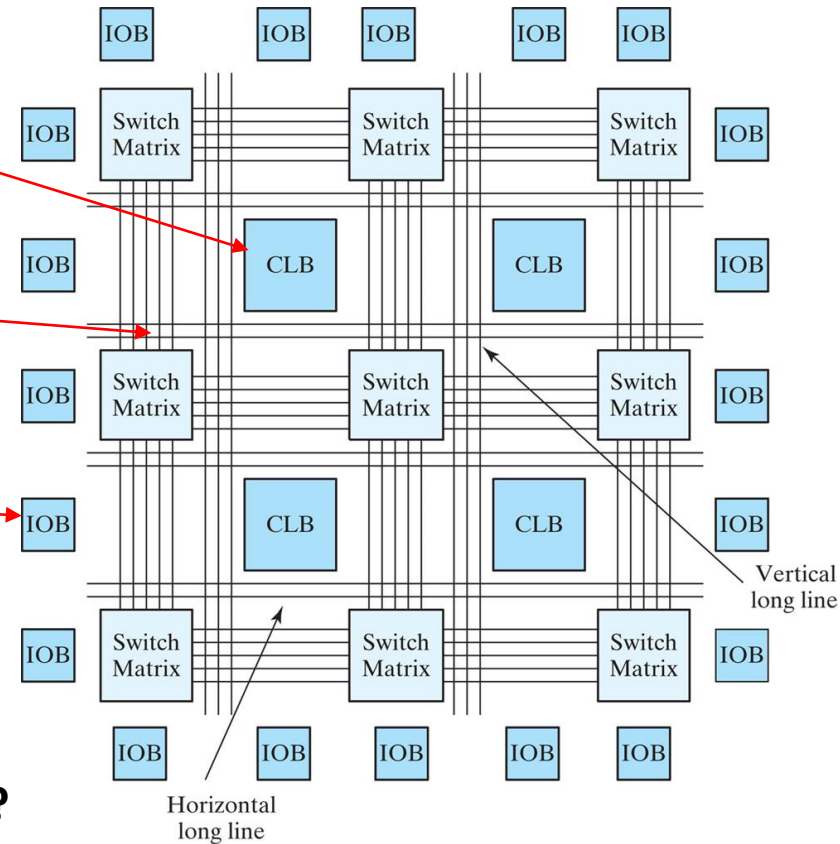 IOB IOB IOB IOB IOB
IOB Switch Matrix Switch Matrix Switch Matrix IOB
IOB CLB CLB IOB
IOB Switch Matrix Switch Matrix Switch Matrix IOB
IOB CLB CLB IOB
Vertical
long line
IOB Switch Matrix Switch Matrix Switch Matrix IOB
IOB IOB IOB IOB IOB
Horizontal
long line
?